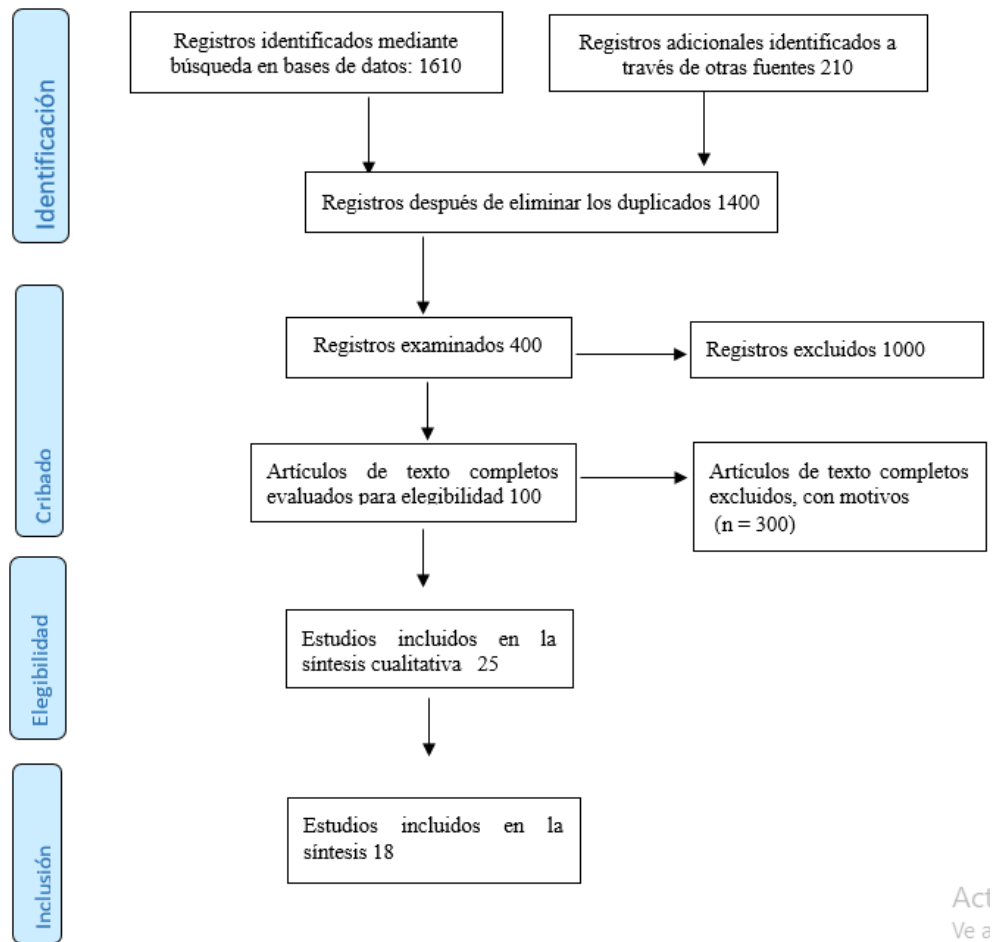 Identificación
Registros identificados mediante
búsqueda en bases de datos: 1610
Registros adicionales identificados a
través de otras fuentes 210
Registros después de eliminar los duplicados 1400
Cribado
Registros examinados 400
Registros excluidos 1000
Artículos de texto completos
evaluados para elegibilidad 100
Artículos de texto completos
excluidos, con motivos
(n = 300)
Elegibilidad
Estudios incluidos en la
síntesis cualitativa 25
Inclusión
Estudios incluidos en la
síntesis 18
Act
Ve a